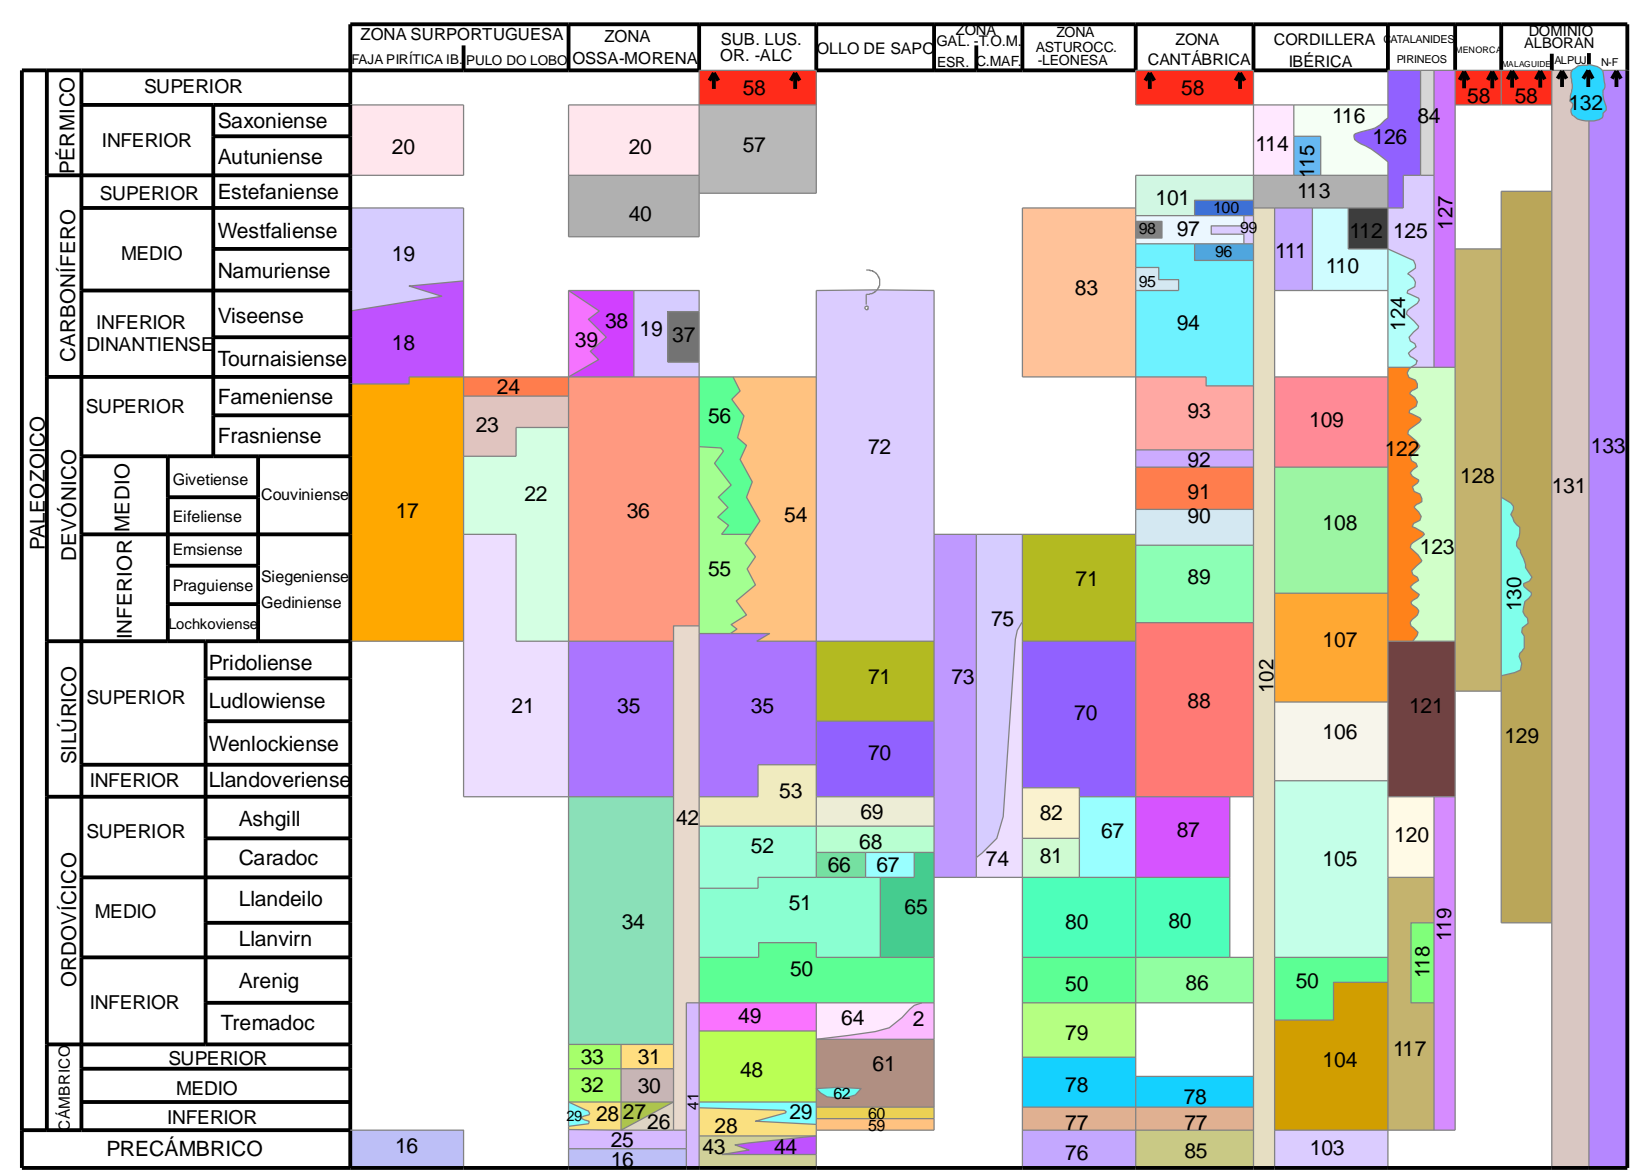 ZONA SURPORTUGUESA
ZONA
OSSA-MORENA
SUB. LUS.
OR. -ALC
OLLO DE SAPO
ZONA
GAL. -T.O.M.
ESR. C.MAF.
ZONA
ASTUROCC.
-LEONESA
ZONA
CANTÁBRICA
CORDILLERA
IBÉRICA
CATALANIDES
PIRINEOS
MENORCA
DOMINIO
ALBORAN
FAJA PIRÍTICA IB.
PULO DO LOBO
MALAGUIDE
ALPUJ
N-F
PALEOZOICO
PÉRMICO
SUPERIOR
INFERIOR
Saxoniense
Autuniense
CARBONÍFERO
SUPERIOR
Estefaniense
MEDIO
Westfaliense
Namuriense
INFERIOR
DINANTIENSE
Viseense
Tournaisiense
DEVÓNICO
SUPERIOR
Fameniense
Frasniense
MEDIO
Givetiense
Eifeliense
Couviniense
INFERIOR
Emsiense
Praguiense
Lochkoviense
Siegeniense
Gediniense
SILÚRICO
SUPERIOR
Pridoliense
Ludlowiense
Wenlockiense
INFERIOR
Llandoveriense
ORDOVÍCICO
SUPERIOR
Ashgill
Caradoc
MEDIO
Llandeilo
Llanvirn
INFERIOR
Arenig
Tremadoc
CÁMBRICO
SUPERIOR
MEDIO
INFERIOR
PRECÁMBRICO
20
19
18
17
16
24
23
22
21
20
40
39
38
19
37
36
35
42
34
33
31
32
30
29
28
27
26
41
25
16
58
57
56
54
55
35
53
52
51
50
49
48
29
28
43
44
72
71
70
69
68
66
67
65
64
2
61
62
60
59
73
75
74
83
71
70
82
67
81
80
50
79
78
77
76
58
101
100
98
97
99
96
95
94
93
92
91
90
89
88
87
80
86
78
77
85
102
114
116
115
113
111
112
110
109
108
107
106
105
50
104
103
126
84
127
125
124
122
123
121
120
119
118
117
58
128
58
130
129
131
132
133